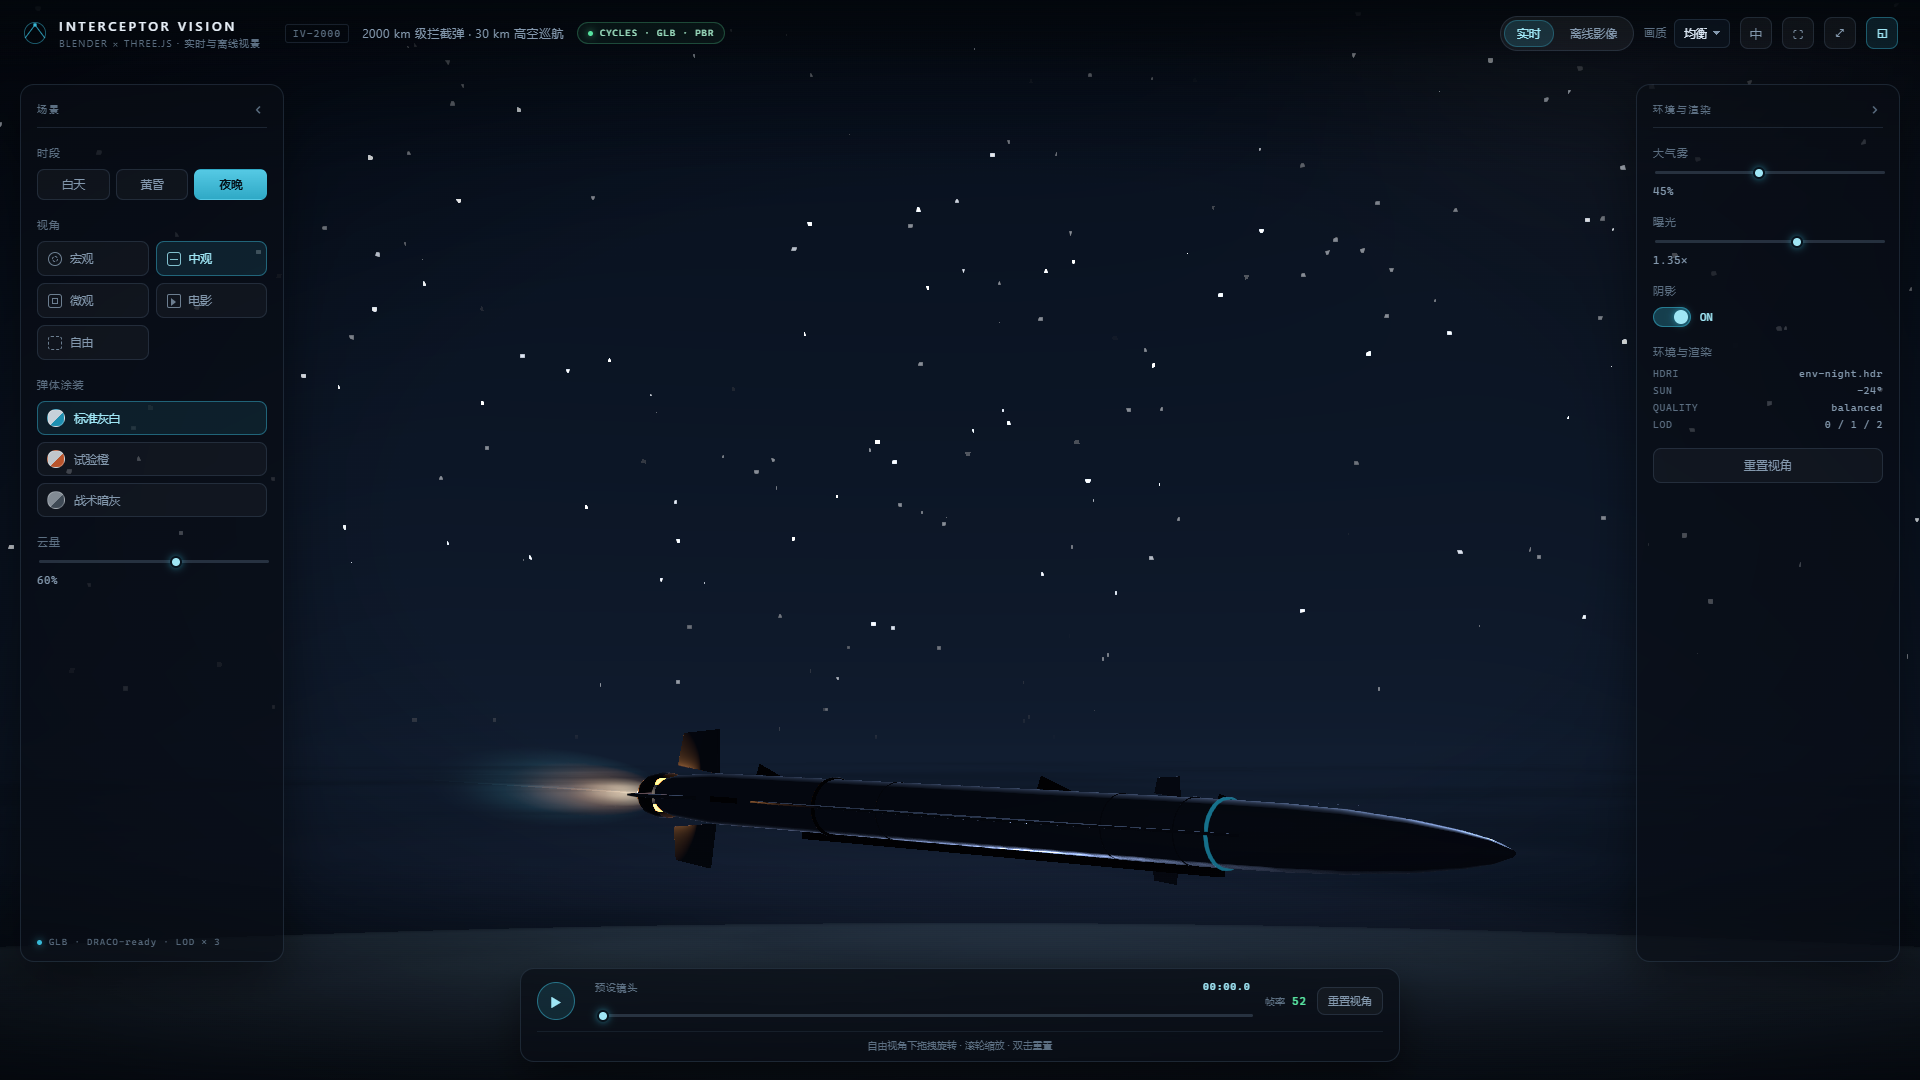 INTERCEPTOR VISION
BLENDER × THREE.JS · 实时与离线视景
IV-2000
2000 km 级拦截弹 · 30 km 高空巡航
CYCLES · GLB · PBR
实时
离线影像
画质
均衡
中
场景
时段
白天
黄昏
夜晚
视角
宏观
中观
微观
电影
自由
弹体涂装
标准灰白
试验橙
战术暗灰
云量
60%
GLB · DRACO-ready · LOD × 3
环境与渲染
大气雾
45%
曝光
1.35×
阴影
ON
环境与渲染
HDRI env-night.hdr
SUN -24°
QUALITY balanced
LOD 0 / 1 / 2
重置视角
预设镜头
00:00.0
帧率 52
重置视角
自由视角下拖拽旋转 · 滚轮缩放 · 双击重置